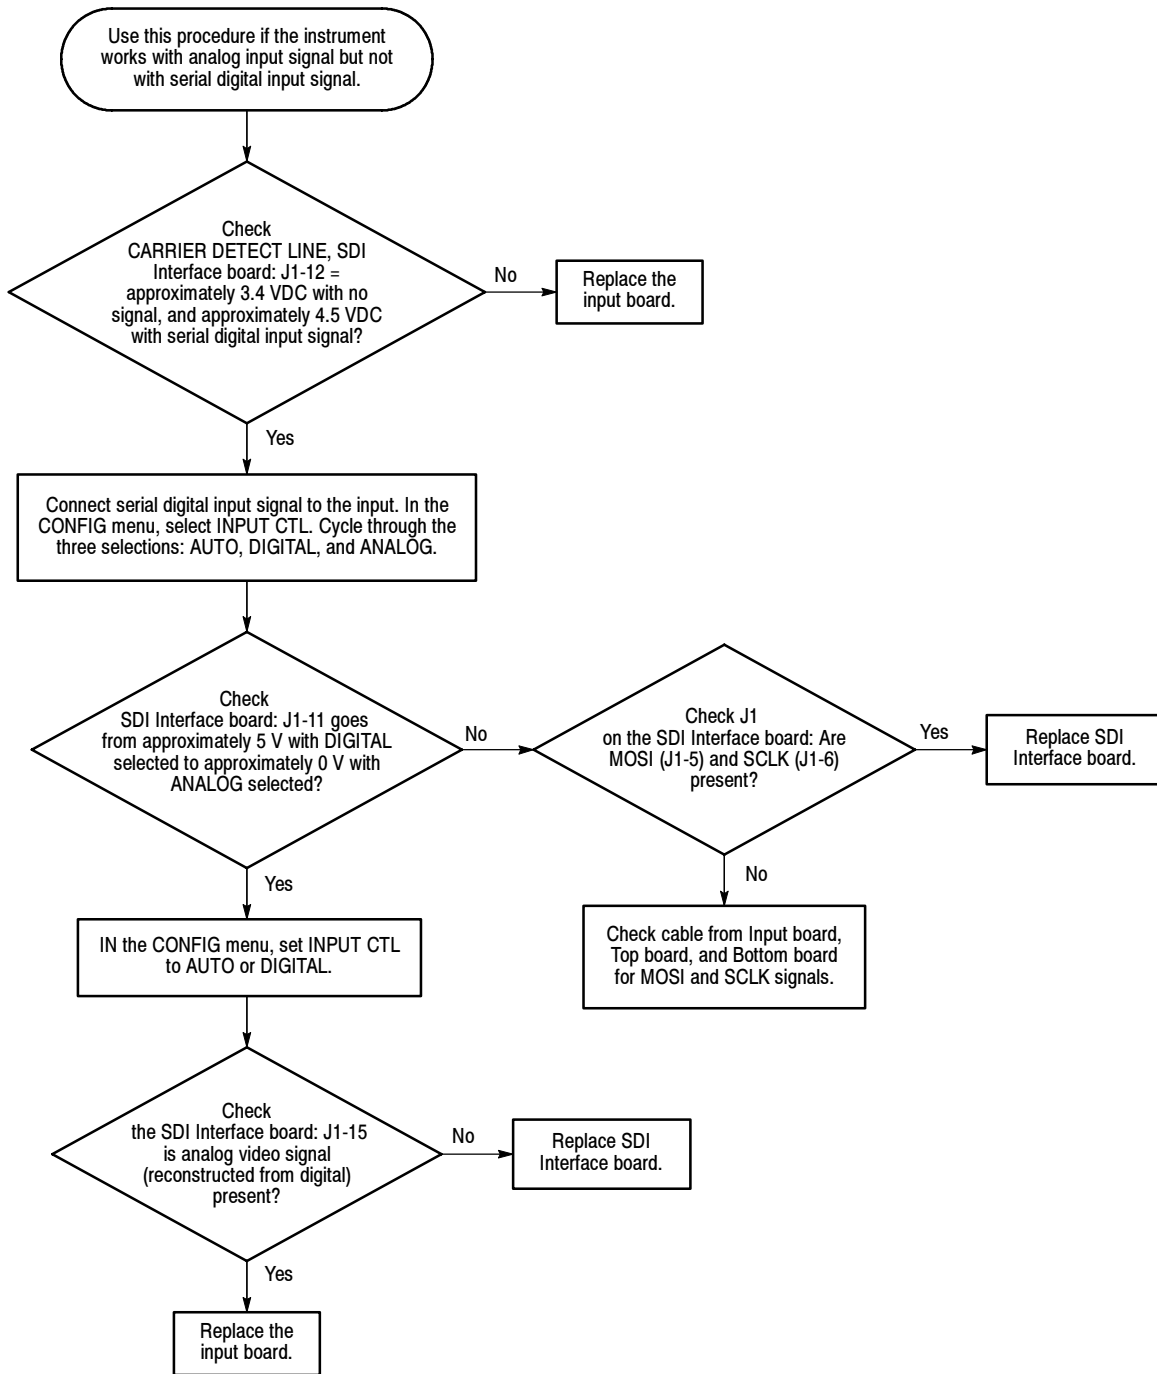 Use this procedure if the instrument
works with analog input signal but not
with serial digital input signal.
Check
CARRIER DETECT LINE, SDI
Interface board: J1-12 =
approximately 3.4 VDC with no
signal, and approximately 4.5 VDC
with serial digital input signal?
No
Replace the
input board.
Yes
Connect serial digital input signal to the input. In the
CONFIG menu, select INPUT CTL. Cycle through the
three selections: AUTO, DIGITAL, and ANALOG.
Check
SDI Interface board: J1-11 goes
from approximately 5 V with DIGITAL
selected to approximately 0 V with
ANALOG selected?
No
Check J1
on the SDI Interface board: Are
MOSI (J1-5) and SCLK (J1-6)
present?
Yes
Replace SDI
Interface board.
No
Check cable from Input board,
Top board, and Bottom board
for MOSI and SCLK signals.
Yes
IN the CONFIG menu, set INPUT CTL
to AUTO or DIGITAL.
Check
the SDI Interface board: J1-15
is analog video signal
(reconstructed from digital)
present?
No
Replace SDI
Interface board.
Yes
Replace the
input board.